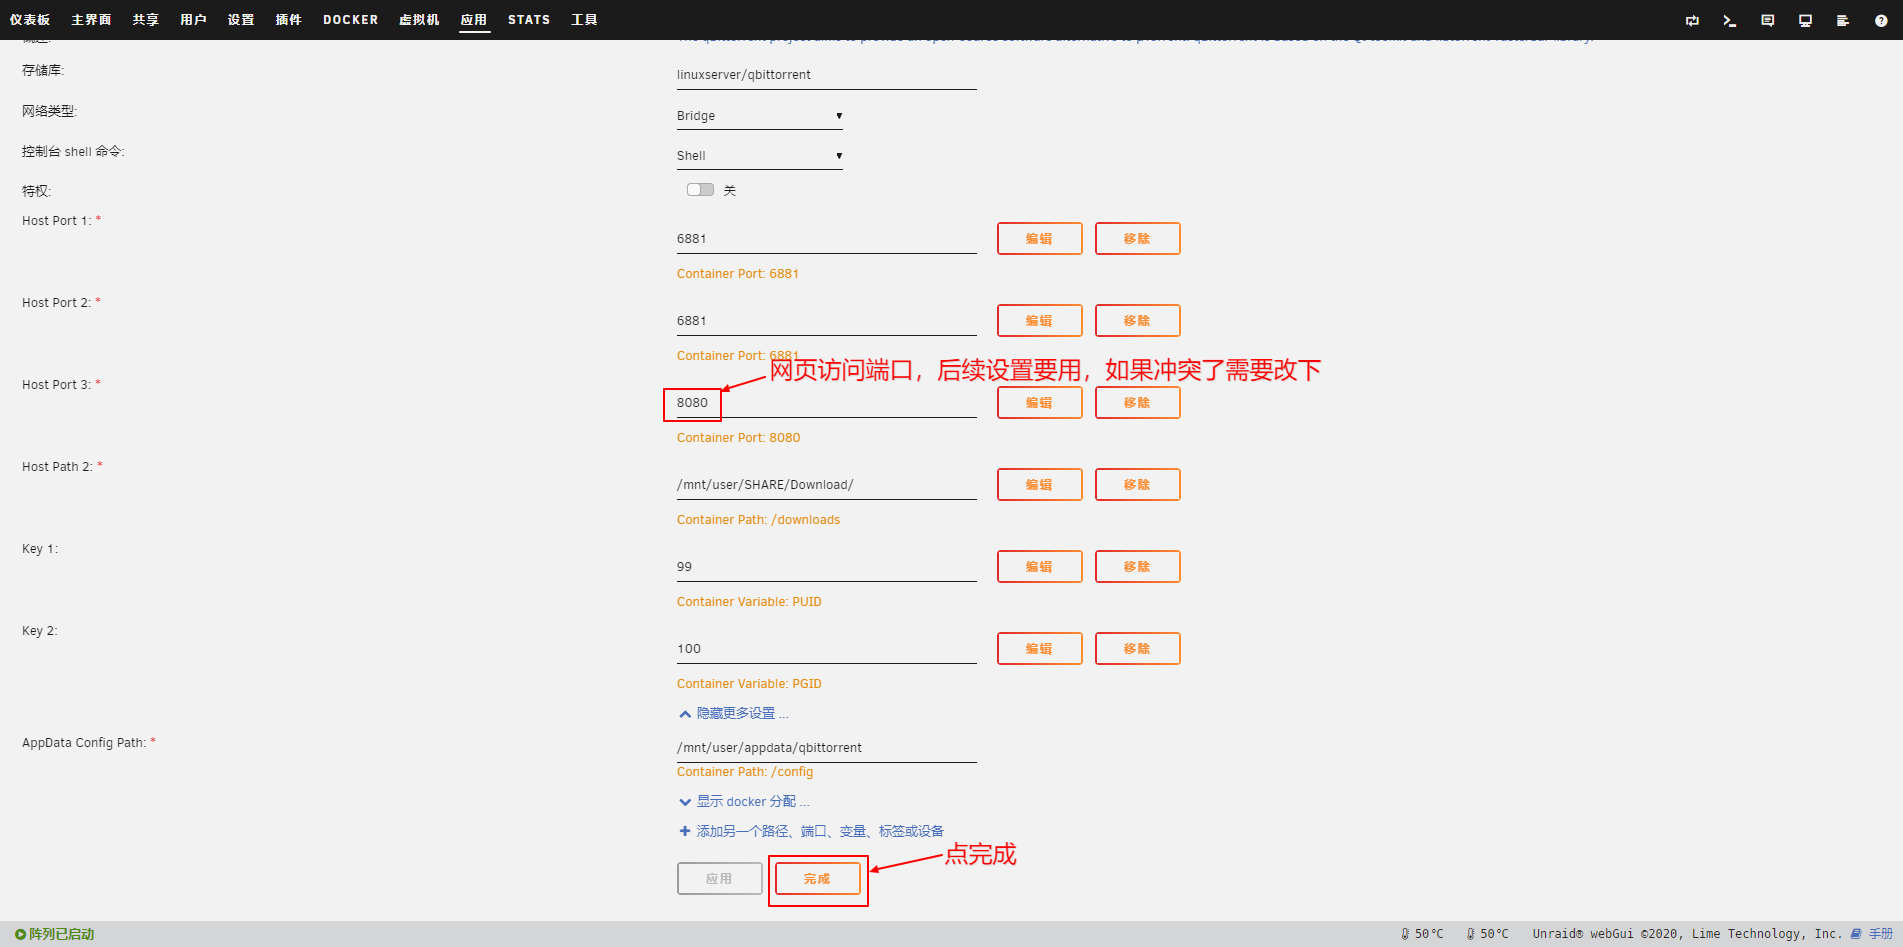 仪表板 主界面 共享 用户 设置 插件 DOCKER 虚拟机 应用 STATS 工具
存储库:
linuxserver/qbittorrent
网络类型:
Bridge
控制台 shell 命令:
Shell
特权:
关
Host Port 1: *
6881
编辑 移除
Container Port: 6881
Host Port 2: *
6881
编辑 移除
Container Port: 6881
网页访问端口，后续设置要用，如果冲突了需要改下
Host Port 3: *
8080
编辑 移除
Container Port: 8080
Host Path 2: *
/mnt/user/SHARE/Download/
编辑 移除
Container Path: /downloads
Key 1:
99
编辑 移除
Container Variable: PUID
Key 2:
100
编辑 移除
Container Variable: PGID
隐藏更多设置 ...
AppData Config Path: *
/mnt/user/appdata/qbittorrent
Container Path: /config
显示 docker 分配 ...
添加另一个路径、端口、变量、标签或设备
点完成
应用 完成
阵列已启动
50°C 50°C Unraid® webGui ©2020, Lime Technology, Inc. 手册